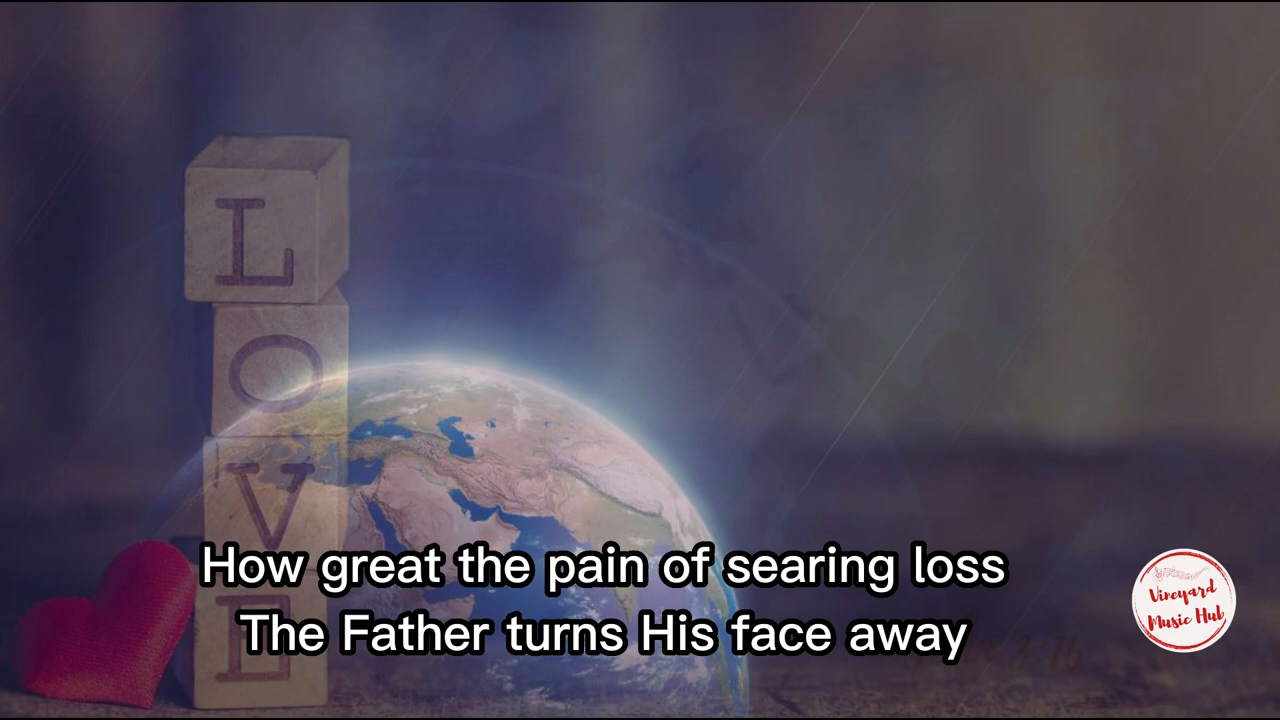 L
O
V
E
How great the pain of searing loss
The Father turns His face away
Vineyard
Music Hub